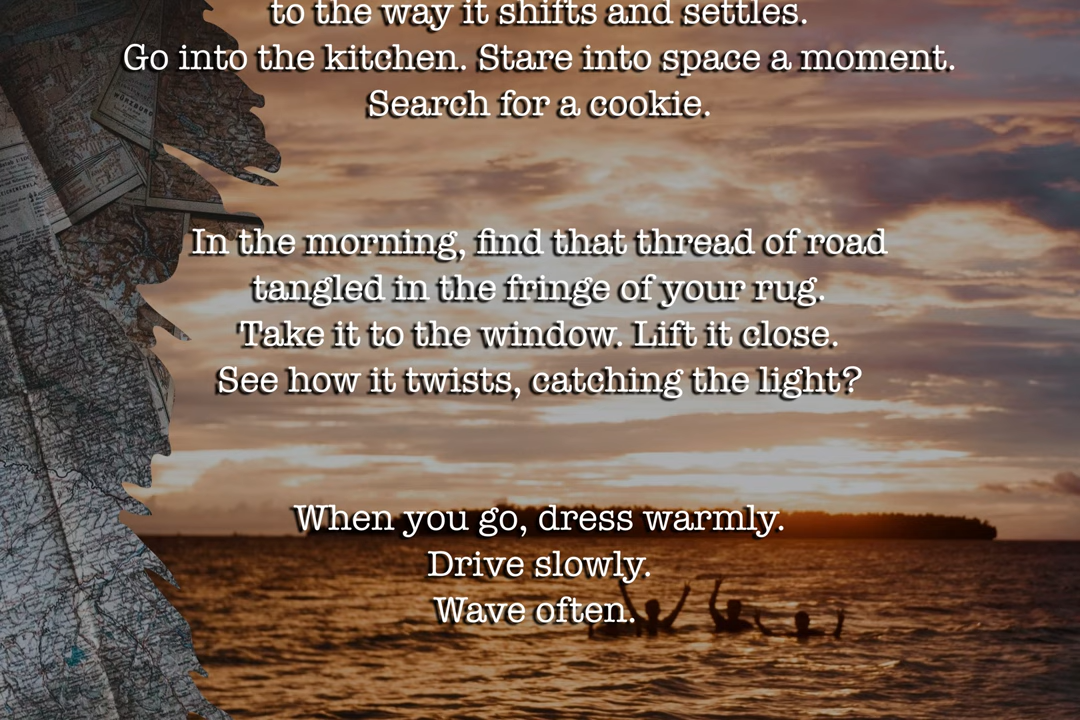 to the way it shifts and settles.
Go into the kitchen. Stare into space a moment.
Search for a cookie.
In the morning, find that thread of road
tangled in the fringe of your rug.
Take it to the window. Lift it close.
See how it twists, catching the light?
When you go, dress warmly.
Drive slowly.
Wave often.